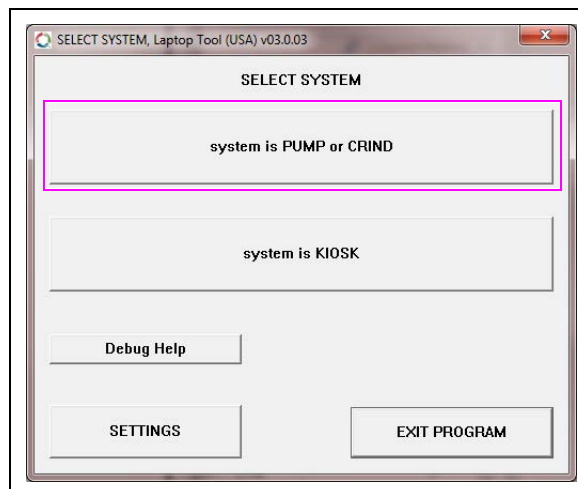 SELECT SYSTEM, Laptop Tool (USA) v03.0.03
SELECT SYSTEM
system is PUMP or CRIND
system is KIOSK
Debug Help
SETTINGS
EXIT PROGRAM